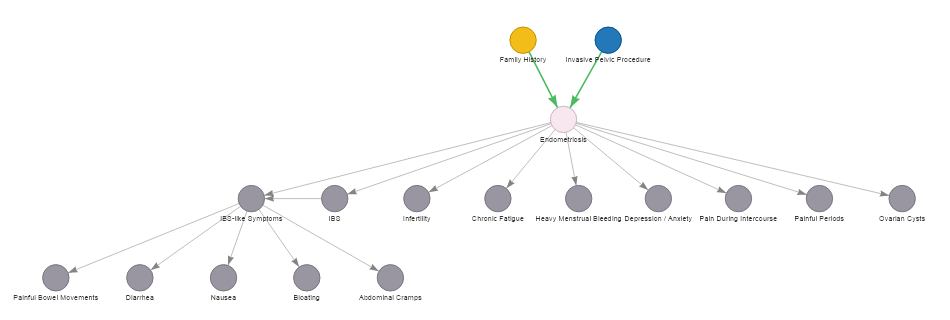 Family History
Invasive Pelvic Procedure
Endometriosis
IBS-like Symptoms
IBS
Infertility
Chronic Fatigue
Heavy Menstrual Bleeding
Depression / Anxiety
Pain During Intercourse
Painful Periods
Ovarian Cysts
Painful Bowel Movements
Diarrhea
Nausea
Bloating
Abdominal Cramps